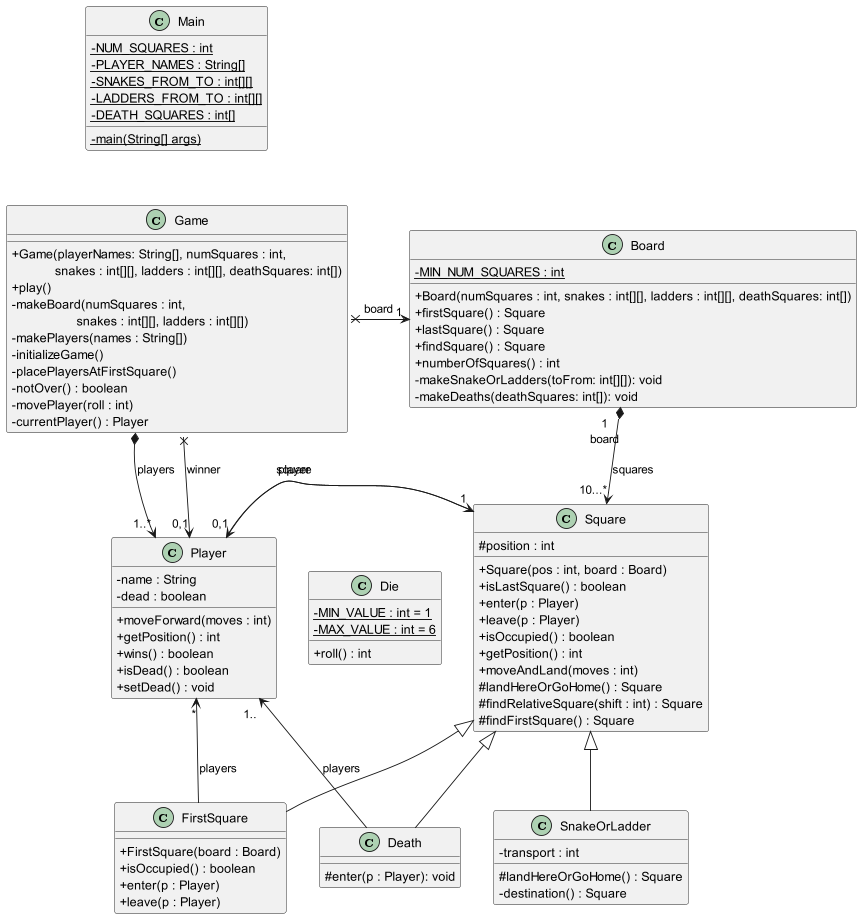 C Main
-NUM_SQUARES : int
-PLAYER_NAMES : String[]
-SNAKES_FROM_TO : int[][]
-LADDERS_FROM_TO : int[][]
-DEATH_SQUARES : int[]
-main(String[] args)
C Game
+Game(playerNames: String[], numSquares : int,
snakes : int[][], ladders : int[][], deathSquares: int[])
+play()
-makeBoard(numSquares : int,
snakes : int[][], ladders : int[][])
-makePlayers(names : String[])
-initializeGame()
-placePlayersAtFirstSquare()
-notOver() : boolean
-movePlayer(roll : int)
-currentPlayer() : Player
board
1
C Board
-MIN_NUM_SQUARES : int
+Board(numSquares : int, snakes : int[][], ladders : int[][], deathSquares: int[])
+firstSquare() : Square
+lastSquare() : Square
+findSquare() : Square
+numberOfSquares() : int
-makeSnakeOrLadders(toFrom: int[][]): void
-makeDeaths(deathSquares: int[]): void
1
board
players
winner
square
player
squares
1..*
0,1
0,1
1
10...*
C Player
-name : String
-dead : boolean
+moveForward(moves : int)
+getPosition() : int
+wins() : boolean
+isDead() : boolean
+setDead() : void
C Die
-MIN_VALUE : int = 1
-MAX_VALUE : int = 6
+roll() : int
C Square
#position : int
+Square(pos : int, board : Board)
+isLastSquare() : boolean
+enter(p : Player)
+leave(p : Player)
+isOccupied() : boolean
+getPosition() : int
+moveAndLand(moves : int)
#landHereOrGoHome() : Square
#findRelativeSquare(shift : int) : Square
#findFirstSquare() : Square
*
1..
players
players
C FirstSquare
+FirstSquare(board : Board)
+isOccupied() : boolean
+enter(p : Player)
+leave(p : Player)
C Death
#enter(p : Player): void
C SnakeOrLadder
-transport : int
#landHereOrGoHome() : Square
-destination() : Square